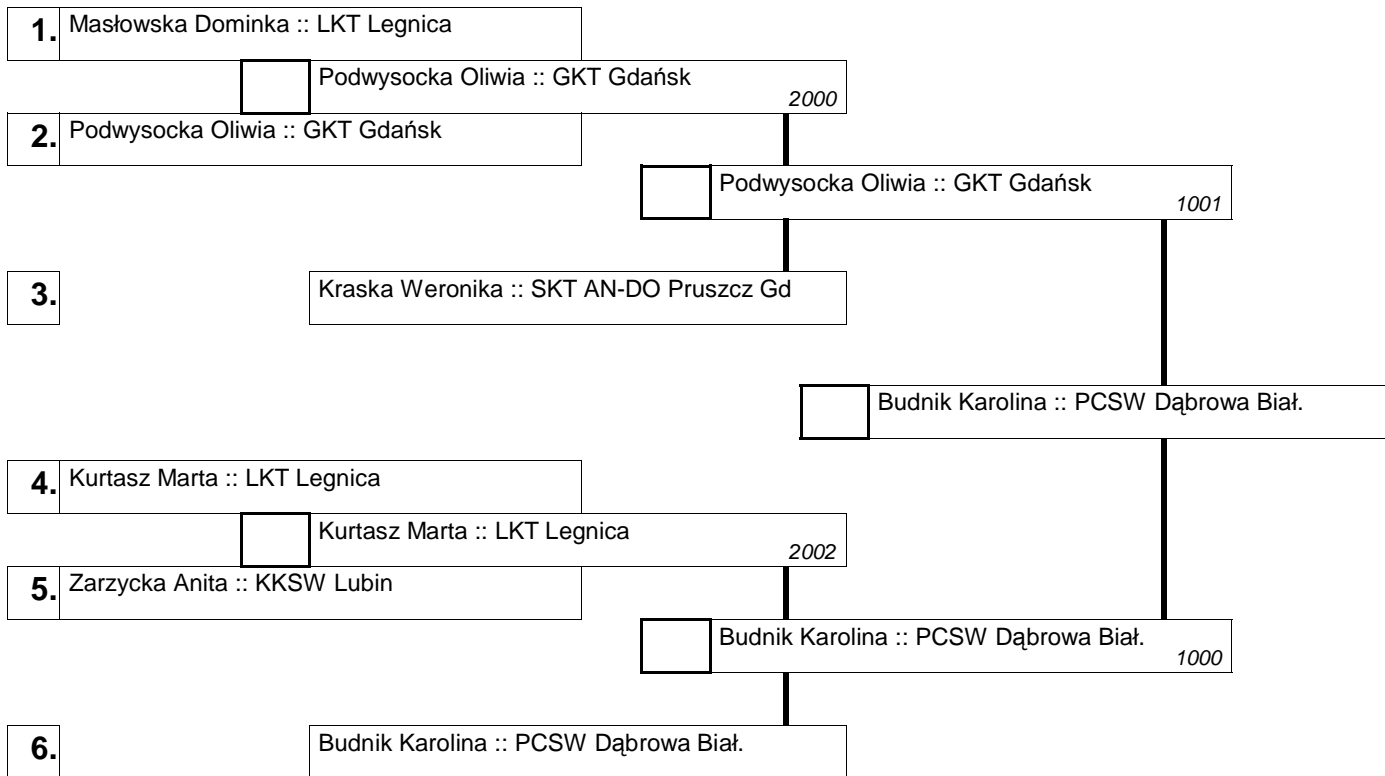 1. Masłowska Dominka :: LKT Legnica
Podwysocka Oliwia :: GKT Gdańsk
2000
2. Podwysocka Oliwia :: GKT Gdańsk
Podwysocka Oliwia :: GKT Gdańsk
1001
3. Kraska Weronika :: SKT AN-DO Pruszcz Gd
Budnik Karolina :: PCSW Dąbrowa Biał.
4. Kurtasz Marta :: LKT Legnica
Kurtasz Marta :: LKT Legnica
2002
5. Zarzycka Anita :: KKSW Lubin
Budnik Karolina :: PCSW Dąbrowa Biał.
1000
6. Budnik Karolina :: PCSW Dąbrowa Biał.